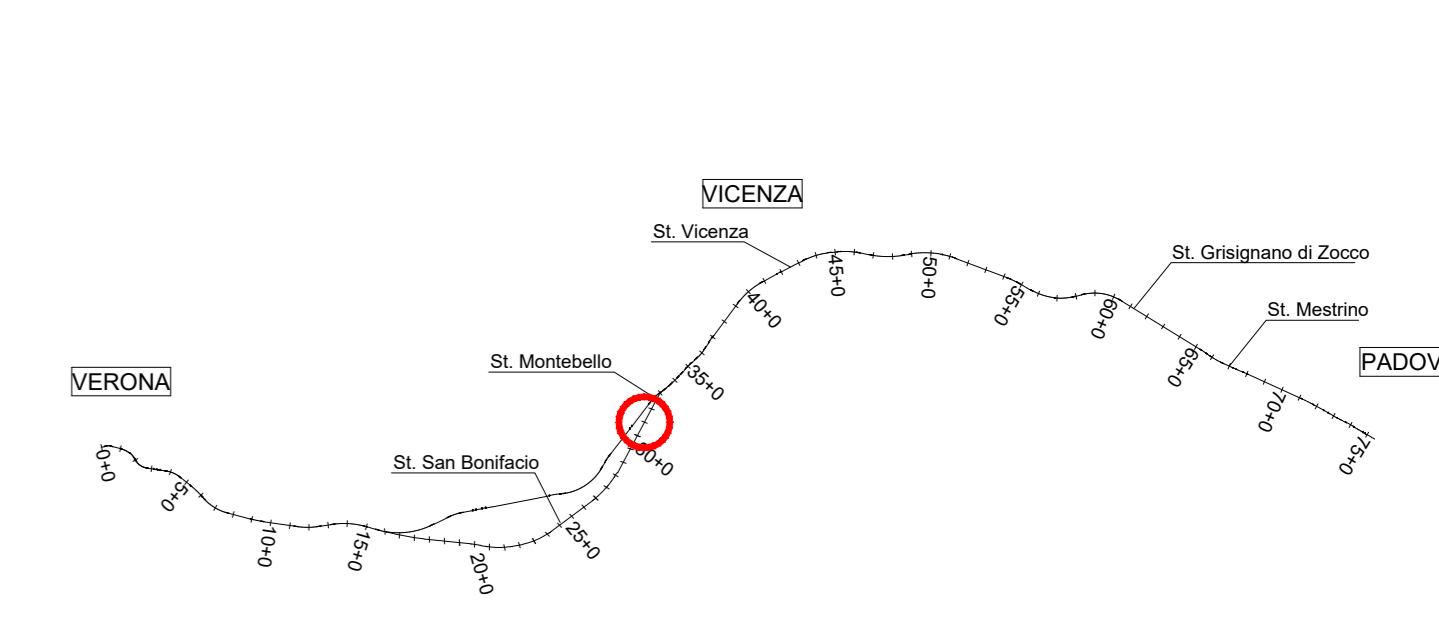 VICENZA
St. Vicenza
St. Grisignano di Zocco
45+0
50+0
55+0
60+0
40+0
St. Mestrino
St. Montebello
PADOV
VERONA
35+0
65+0
70+0
75+0
St. San Bonifacio
30+0
0+0
5+0
10+0
15+0
20+0
25+0